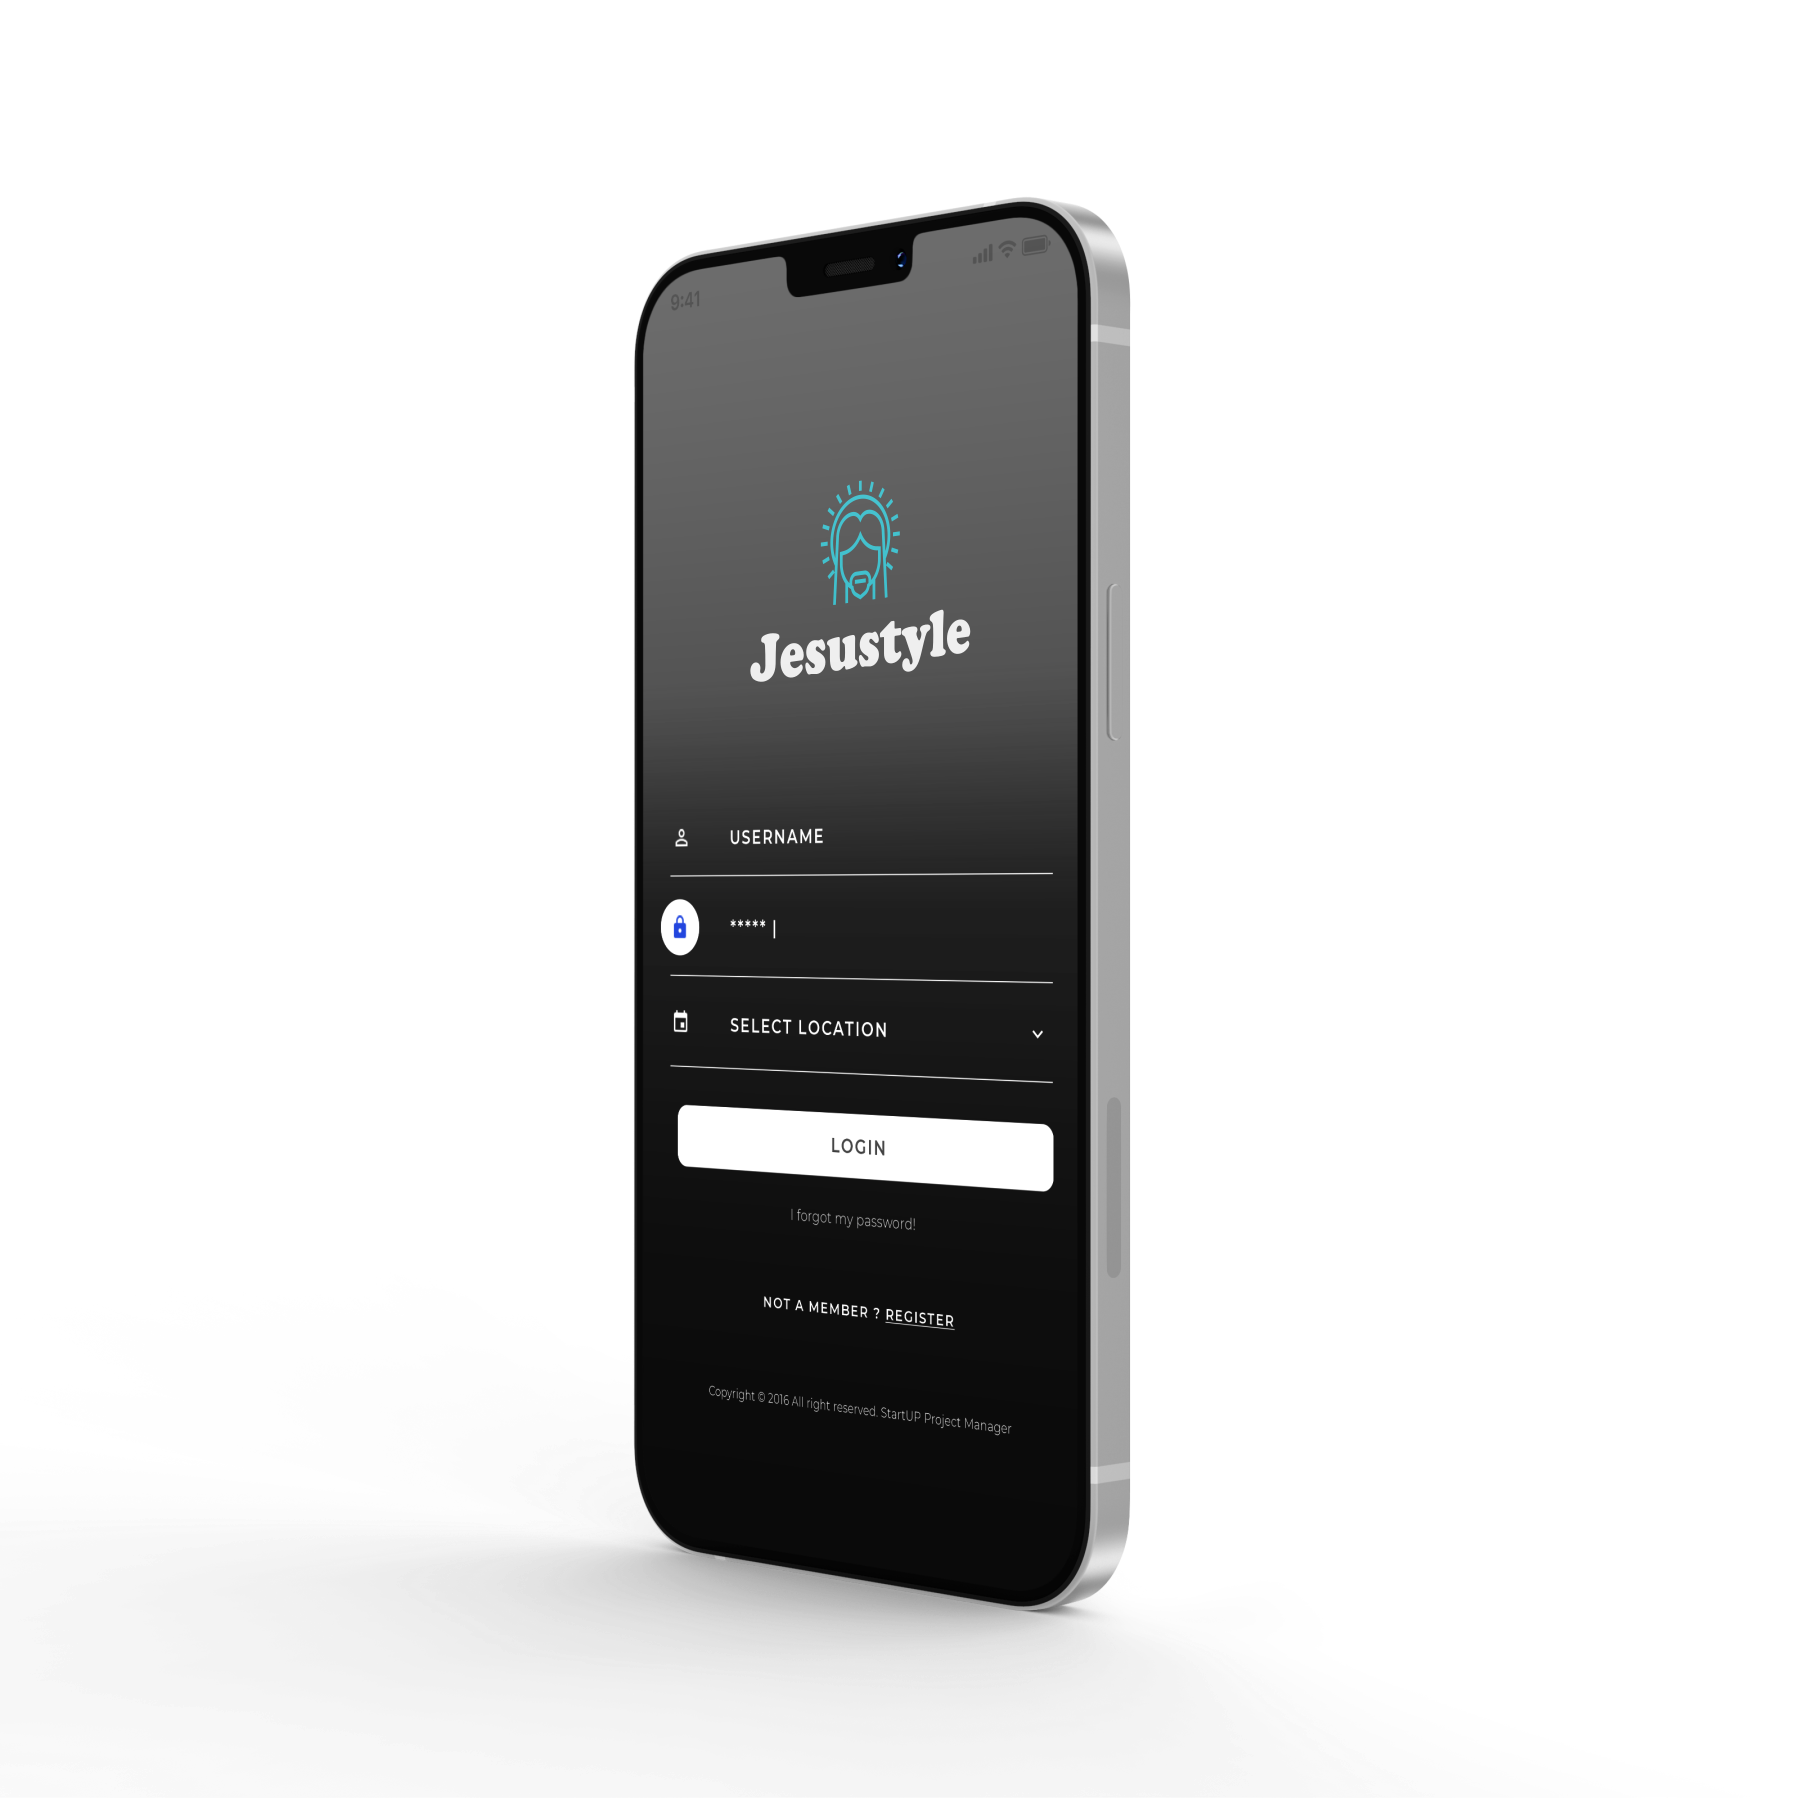 9:41
Jesustyle
USERNAME
***** |
SELECT LOCATION
LOGIN
I forgot my password!
NOT A MEMBER ? REGISTER
Copyright © 2016 All right reserved. StartUP Project Manager